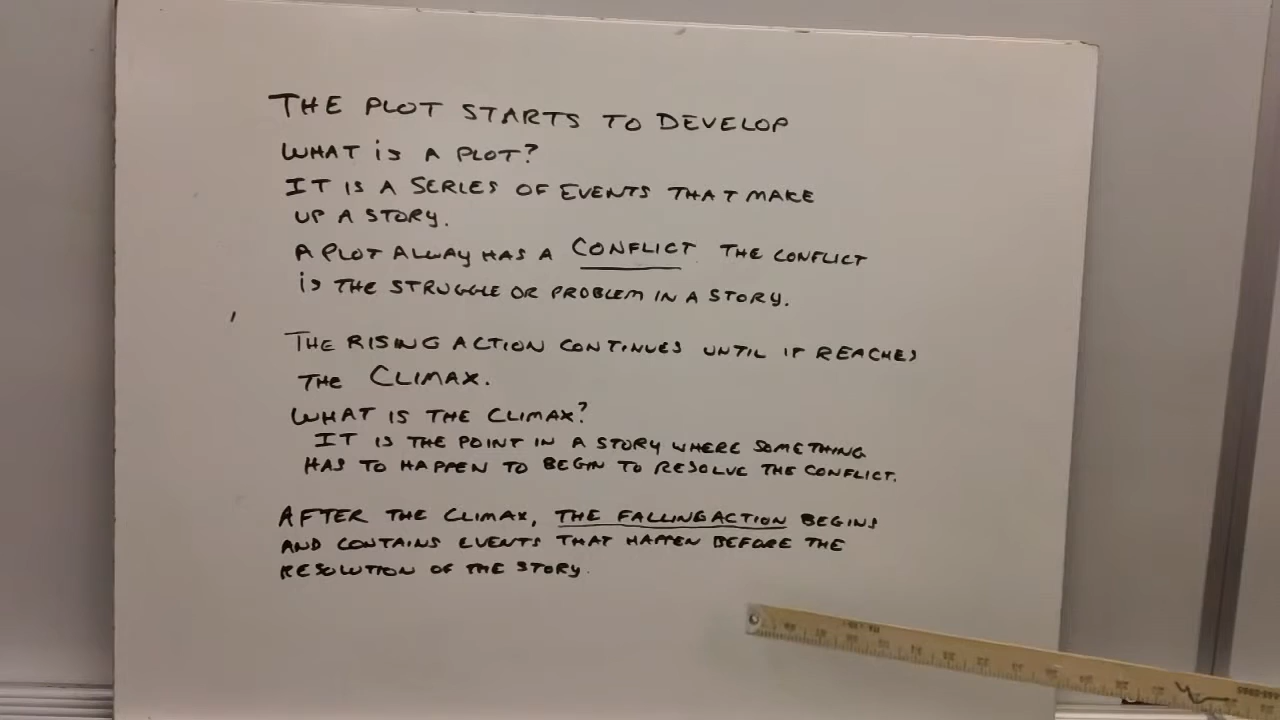 THE PLOT STARTS TO DEVELOP
WHAT is A PLOT?
IT IS A SERIES OF EVENTS THAT MAKE
UP A STORY.
A PLOT ALWAY HAS A CONFLICT THE CONFLICT
is THE STRUGGLE OR PROBLEM IN A STORY.
THE RISING ACTION CONTINUES UNTIL IT REACHES
THE CLIMAX.
WHAT IS THE CLIMAX?
IT IS THE POINT IN A STORY WHERE SOMETHING
HAS TO HAPPEN TO BEGIN TO RESOLVE THE CONFLICT.
AFTER THE CLIMAX, THE FALLING ACTION BEGINS
AND CONTAINS EVENTS THAT HAPPEN BEFORE THE
RESOLUTION OF THE STORY.